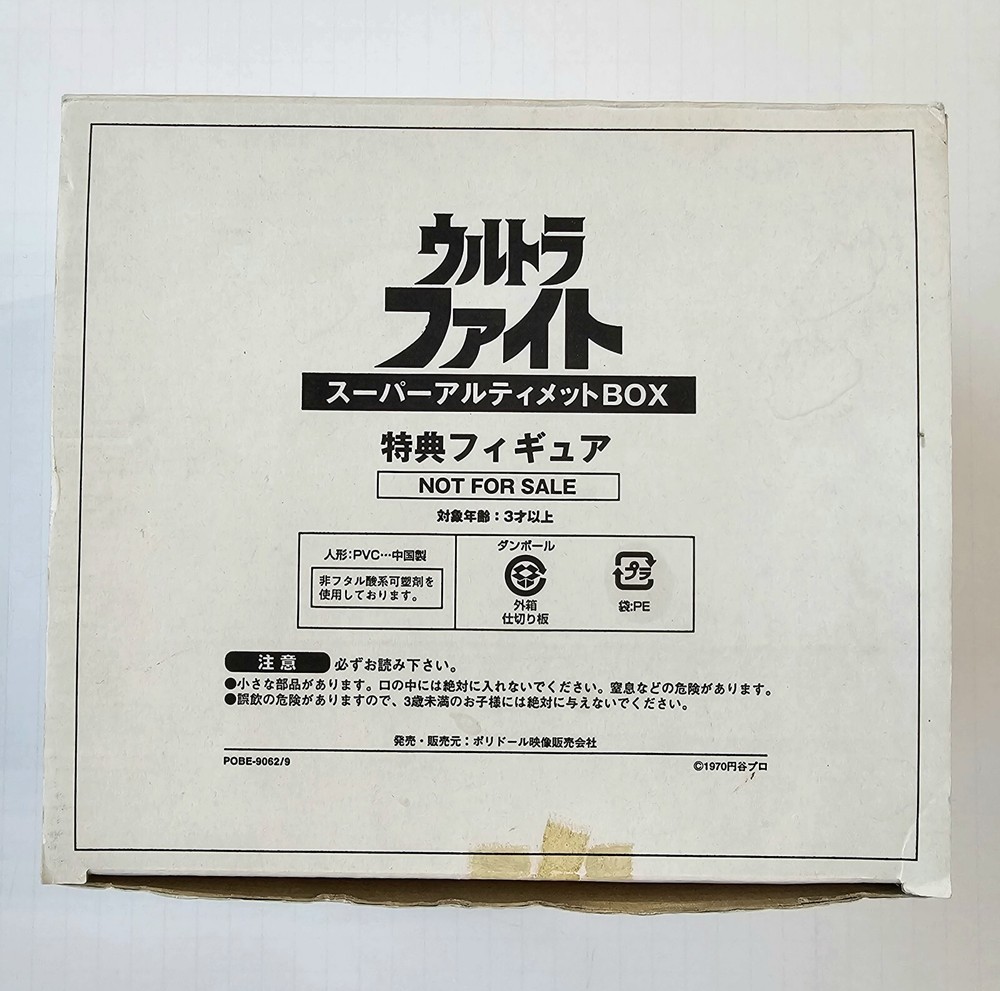 ウルトラ
ファイト
スーパーアルティメットBOX
特典フィギュア
NOT FOR SALE
対象年齢：3才以上
人形：PVC…中国製
非フタル酸系可塑剤を
使用しております。
ダンボール
外箱
仕切り板
プラ
袋:PE
注意 必ずお読み下さい。
●小さな部品があります。口の中には絶対に入れないでください。窒息などの危険があります。
●誤飲の危険がありますので、3歳未満のお子様には絶対に与えないでください。
発売・販売元：ポリドール映像販売会社
POBE-9062/9
©1970円谷プロ